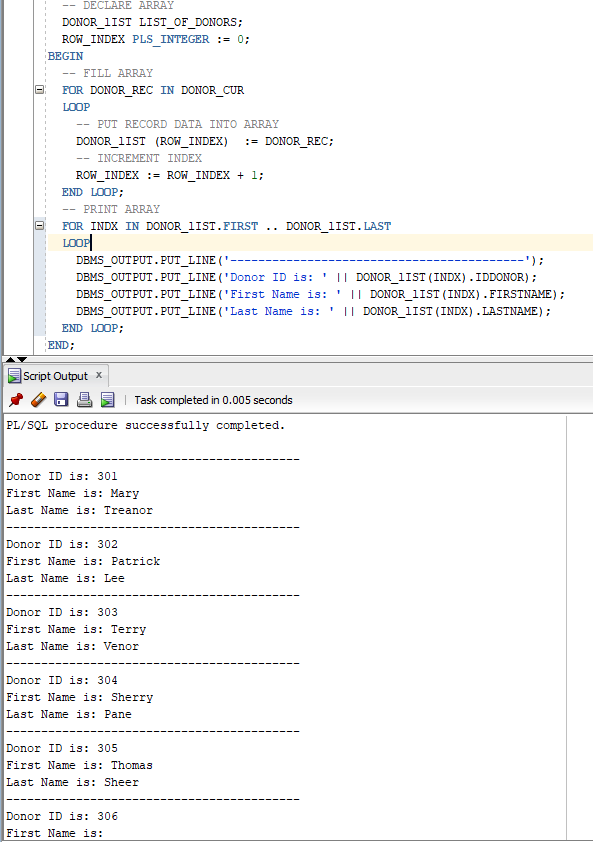 -- DECLARE ARRAY
DONOR_lIST LIST_OF_DONORS;
ROW_INDEX PLS_INTEGER := 0;
BEGIN
-- FILL ARRAY
FOR DONOR_REC IN DONOR_CUR
LOOP
-- PUT RECORD DATA INTO ARRAY
DONOR_lIST (ROW_INDEX)  := DONOR_REC;
-- INCREMENT INDEX
ROW_INDEX := ROW_INDEX + 1;
END LOOP;
-- PRINT ARRAY
FOR INDX IN DONOR_lIST.FIRST .. DONOR_lIST.LAST
LOOP
DBMS_OUTPUT.PUT_LINE('------------------------------------------');
DBMS_OUTPUT.PUT_LINE('Donor ID is: ' || DONOR_lIST(INDX).IDDONOR);
DBMS_OUTPUT.PUT_LINE('First Name is: ' || DONOR_lIST(INDX).FIRSTNAME);
DBMS_OUTPUT.PUT_LINE('Last Name is: ' || DONOR_lIST(INDX).LASTNAME);
END LOOP;
END;
Script Output x
Task completed in 0.005 seconds
PL/SQL procedure successfully completed.
------------------------------------------
Donor ID is: 301
First Name is: Mary
Last Name is: Treanor
------------------------------------------
Donor ID is: 302
First Name is: Patrick
Last Name is: Lee
------------------------------------------
Donor ID is: 303
First Name is: Terry
Last Name is: Venor
------------------------------------------
Donor ID is: 304
First Name is: Sherry
Last Name is: Pane
------------------------------------------
Donor ID is: 305
First Name is: Thomas
Last Name is: Sheer
------------------------------------------
Donor ID is: 306
First Name is: